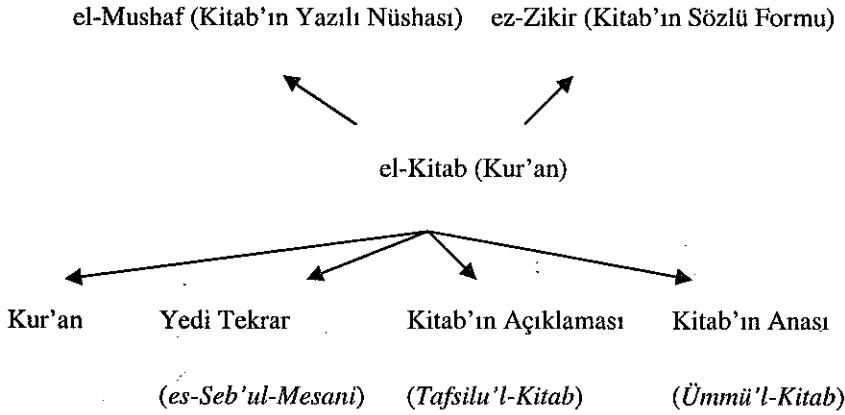 el-Mushaf (Kitab’ın Yazılı Nüshası) ez-Zikir (Kitab’ın Sözlü Formu)
el-Kitab (Kur’an)
Kur’an Yedi Tekrar Kitab’ın Açıklaması Kitab’ın Anası
(es-Seb’ul-Mesani) (Tafsilu’l-Kitab) (Ümmü’l-Kitab)